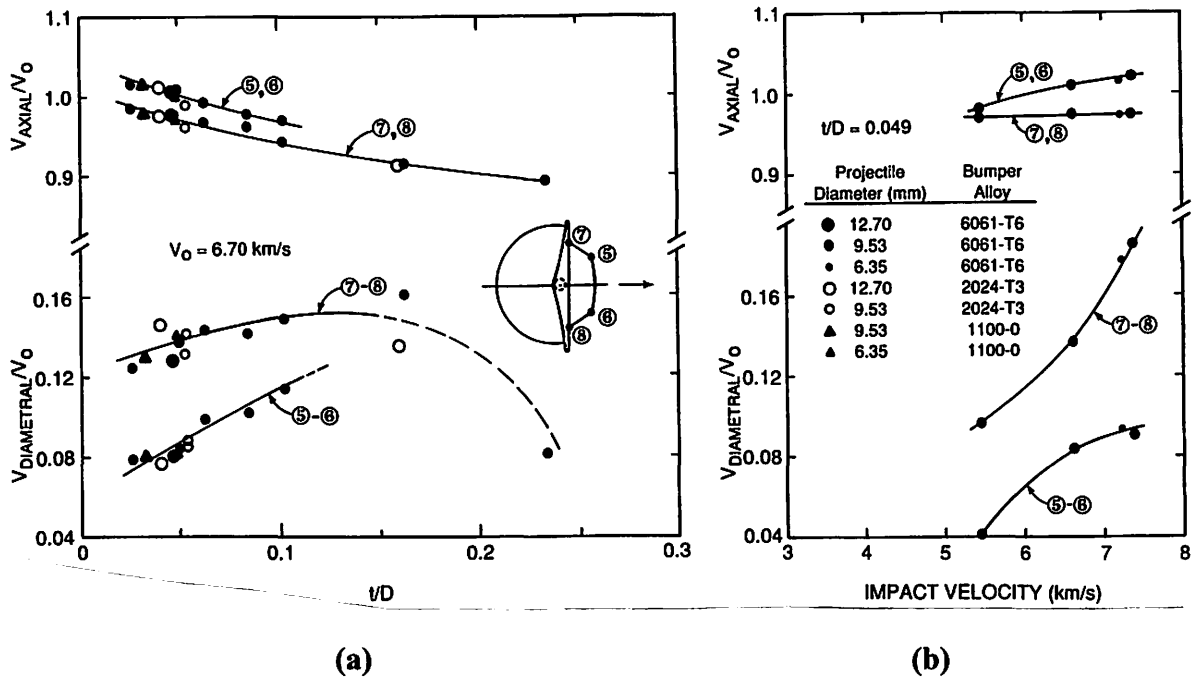 1.1
1.0
0.9
V_AXIAL/V_O
⑤,⑥
⑦,⑧
V_O = 6.70 km/s
⑦
⑤
⑥
⑧
0.16
0.12
0.08
0.04
V_DIAMETRAL/V_O
⑦-⑧
⑤-⑥
0
0.1
0.2
0.3
t/D
(a)
1.1
1.0
0.9
V_AXIAL/V_O
⑤,⑥
⑦,⑧
t/D = 0.049
Projectile Bumper
Diameter (mm) Alloy
● 12.70 6061-T6
● 9.53 6061-T6
● 6.35 6061-T6
○ 12.70 2024-T3
○ 9.53 2024-T3
▲ 9.53 1100-0
▲ 6.35 1100-0
0.16
0.12
0.08
0.04
V_DIAMETRAL/V_O
⑦-⑧
⑤-⑥
3
4
5
6
7
8
IMPACT VELOCITY (km/s)
(b)